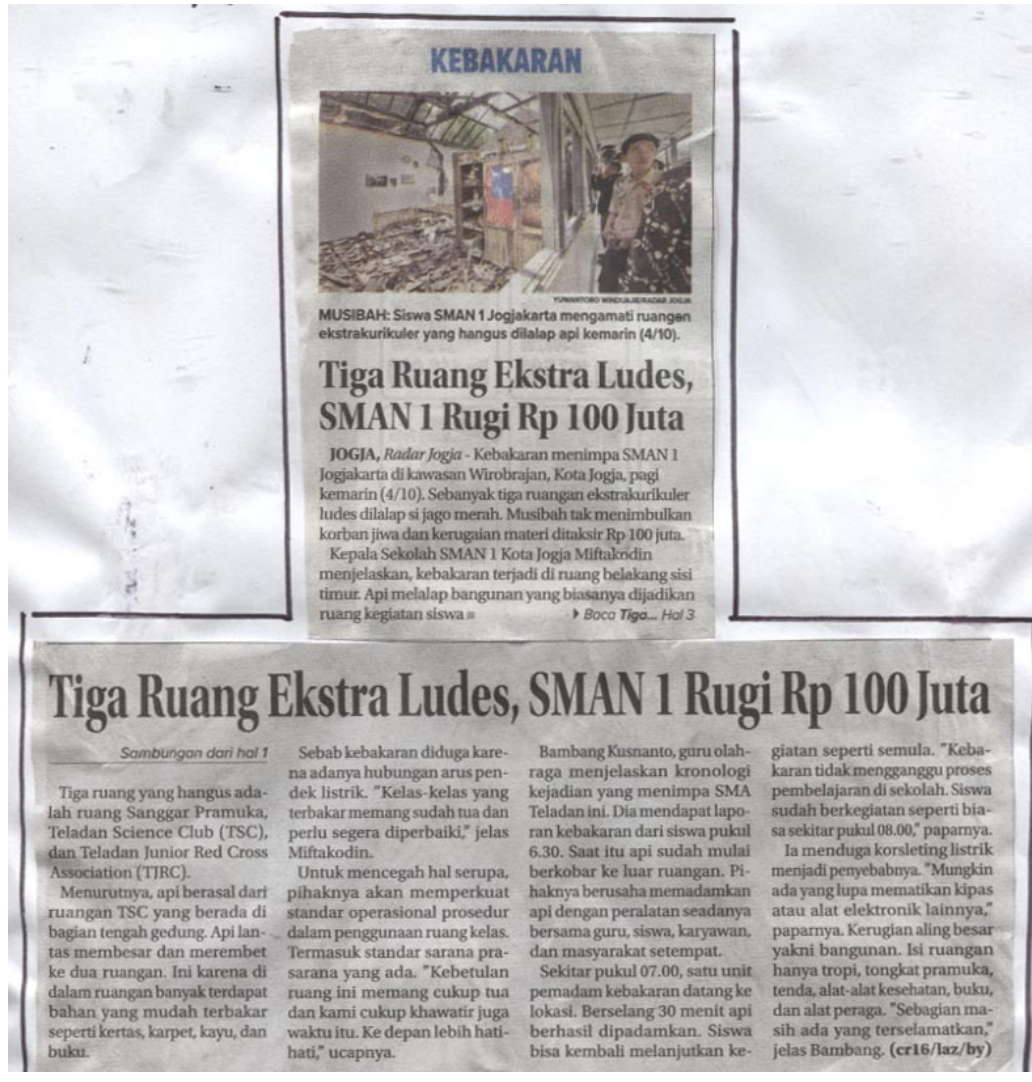 KEBAKARAN
YUWANTORO WINDUAJIE/RADAR JOGJA
MUSIBAH: Siswa SMAN 1 Jogjakarta mengamati ruangan
ekstrakurikuler yang hangus dilalap api kemarin (4/10).
Tiga Ruang Ekstra Ludes,
SMAN 1 Rugi Rp 100 Juta
JOGJA, Radar Jogja - Kebakaran menimpa SMAN 1
Jogjakarta di kawasan Wirobrajan, Kota Jogja, pagi
kemarin (4/10). Sebanyak tiga ruangan ekstrakurikuler
ludes dilalap si jago merah. Musibah tak menimbulkan
korban jiwa dan kerugaian materi ditaksir Rp 100 juta.
Kepala Sekolah SMAN 1 Kota Jogja Miftakodin
menjelaskan, kebakaran terjadi di ruang belakang sisi
timur. Api melalap bangunan yang biasanya dijadikan
ruang kegiatan siswa
Baca Tiga... Hal 3
Tiga Ruang Ekstra Ludes, SMAN 1 Rugi Rp 100 Juta
Sambungan dari hal 1
Tiga ruang yang hangus ada-
lah ruang Sanggar Pramuka,
Teladan Science Club (TSC),
dan Teladan Junior Red Cross
Association (TJRC).
Menurutnya, api berasal dari
ruangan TSC yang berada di
bagian tengah gedung. Api lan-
tas membesar dan merembet
ke dua ruangan. Ini karena di
dalam ruangan banyak terdapat
bahan yang mudah terbakar
seperti kertas, karpet, kayu, dan
buku.
Sebab kebakaran diduga kare-
na adanya hubungan arus pen-
dek listrik. "Kelas-kelas yang
terbakar memang sudah tua dan
perlu segera diperbaiki," jelas
Miftakodin.
Untuk mencegah hal serupa,
pihaknya akan memperkuat
standar operasional prosedur
dalam penggunaan ruang kelas.
Termasuk standar sarana pra-
sarana yang ada. "Kebetulan
ruang ini memang cukup tua
dan kami cukup khawatir juga
waktu itu. Ke depan lebih hati-
hati," ucapnya.
Bambang Kusnanto, guru olah-
raga menjelaskan kronologi
kejadian yang menimpa SMA
Teladan ini. Dia mendapat lapo-
ran kebakaran dari siswa pukul
6.30. Saat itu api sudah mulai
berkobar ke luar ruangan. Pi-
haknya berusaha memadamkan
api dengan peralatan seadanya
bersama guru, siswa, karyawan,
dan masyarakat setempat.
Sekitar pukul 07.00, satu unit
pemadam kebakaran datang ke
lokasi. Berselang 30 menit api
berhasil dipadamkan. Siswa
bisa kembali melanjutkan ke-
giatan seperti semula. "Keba-
karan tidak mengganggu proses
pembelajaran di sekolah. Siswa
sudah berkegiatan seperti bia-
sa sekitar pukul 08.00," paparnya.
Ia menduga korsleting listrik
menjadi penyebabnya. "Mungkin
ada yang lupa mematikan kipas
atau alat elektronik lainnya,"
paparnya. Kerugian aling besar
yakni bangunan. Isi ruangan
hanya tropi, tongkat pramuka,
tenda, alat-alat kesehatan, buku,
dan alat peraga. "Sebagian ma-
sih ada yang terselamatkan,"
jelas Bambang. (cr16/laz/by)